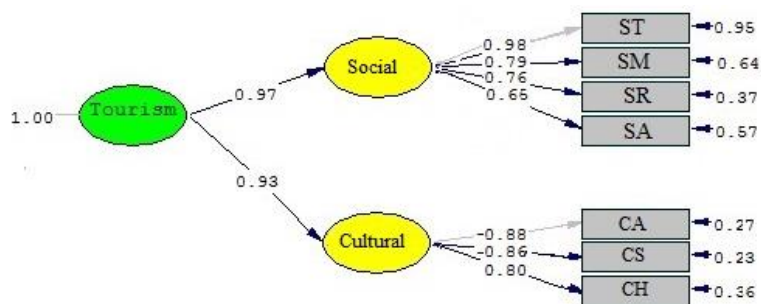 ST
0.95
0.98
SM
0.64
Social
0.79
0.76
SR
0.37
0.65
0.97
SA
0.57
Tourism
1.00
0.93
CA
0.27
-0.88
Cultural
-0.86
CS
0.23
0.80
CH
0.36